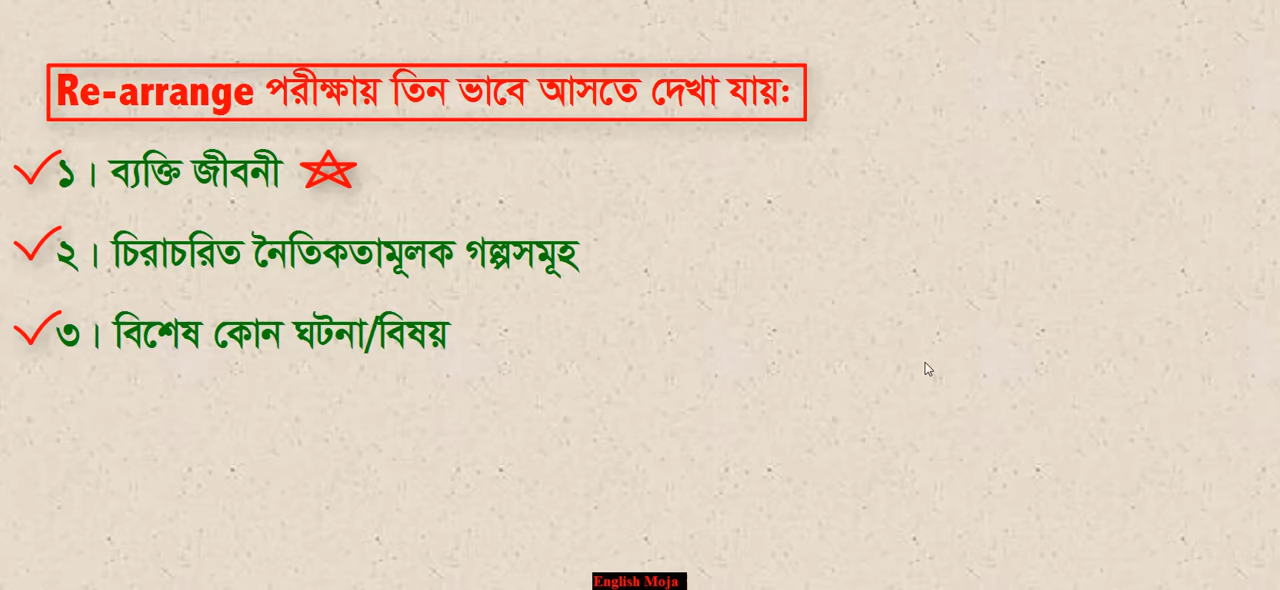 Re-arrange পরীক্ষায় তিন ভাবে আসতে দেখা যায়:
১। ব্যক্তি জীবনী
২। চিরাচরিত নৈতিকতামূলক গল্পসমূহ
৩। বিশেষ কোন ঘটনা/বিষয়
English Moja